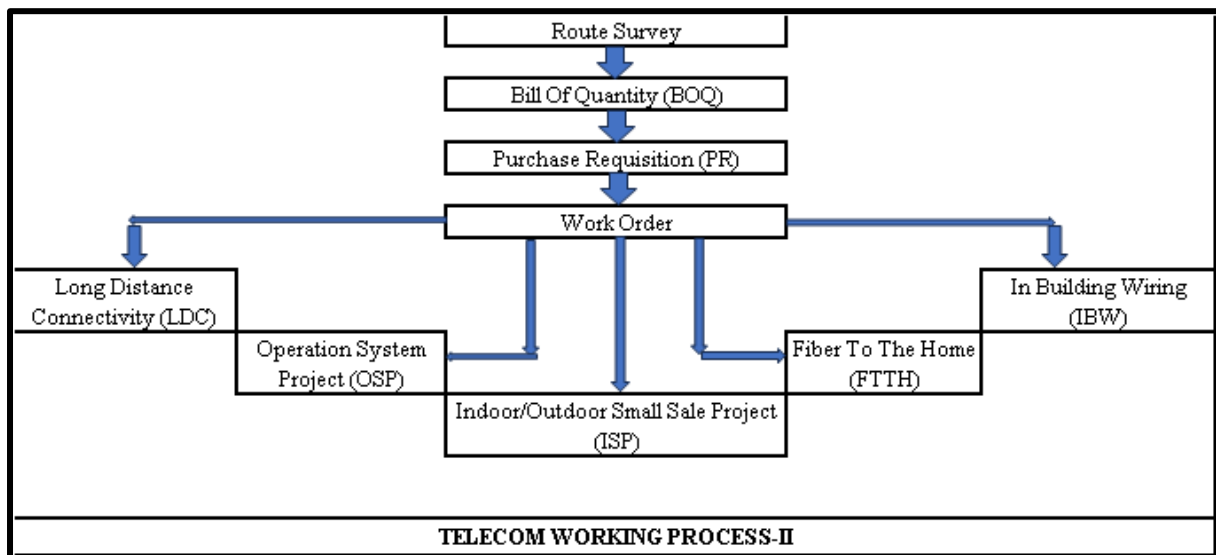 Route Survey
Bill Of Quantity (BOQ)
Purchase Requisition (PR)
Work Order
Long Distance
Connectivity (LDC)
In Building Wiring
(IBW)
Operation System
Project (OSP)
Fiber To The Home
(FTTH)
Indoor/Outdoor Small Sale Project
(ISP)
TELECOM WORKING PROCESS-II